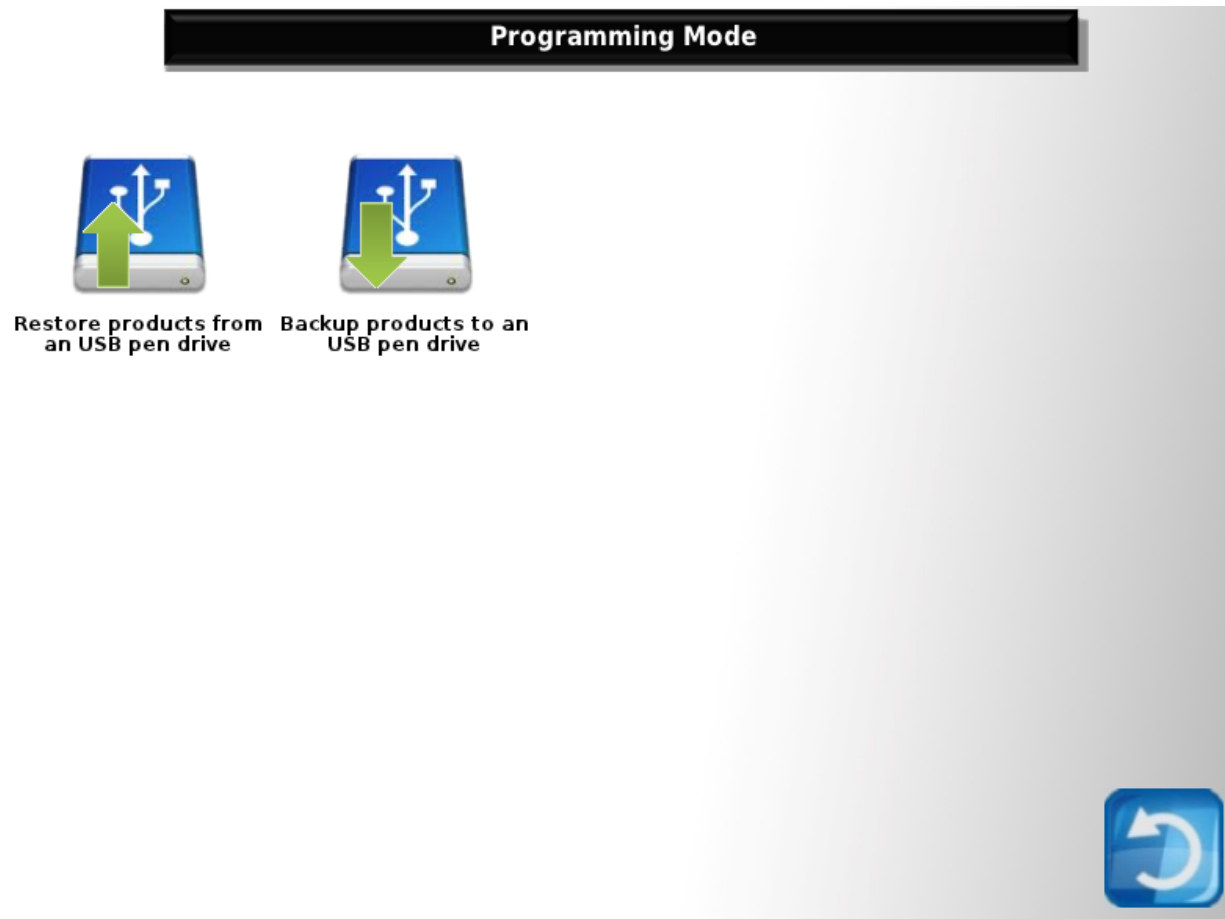 Programming Mode
Restore products from
an USB pen drive
Backup products to an
USB pen drive